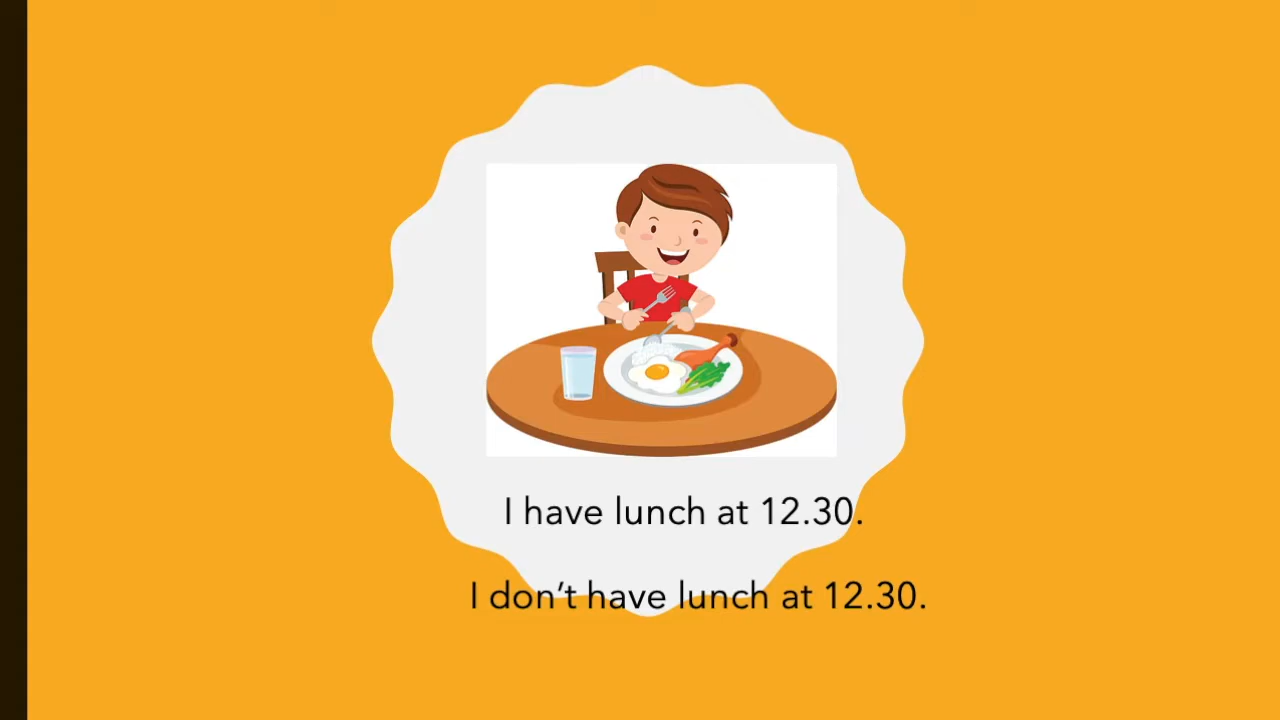 I have lunch at 12.30.
I don’t have lunch at 12.30.